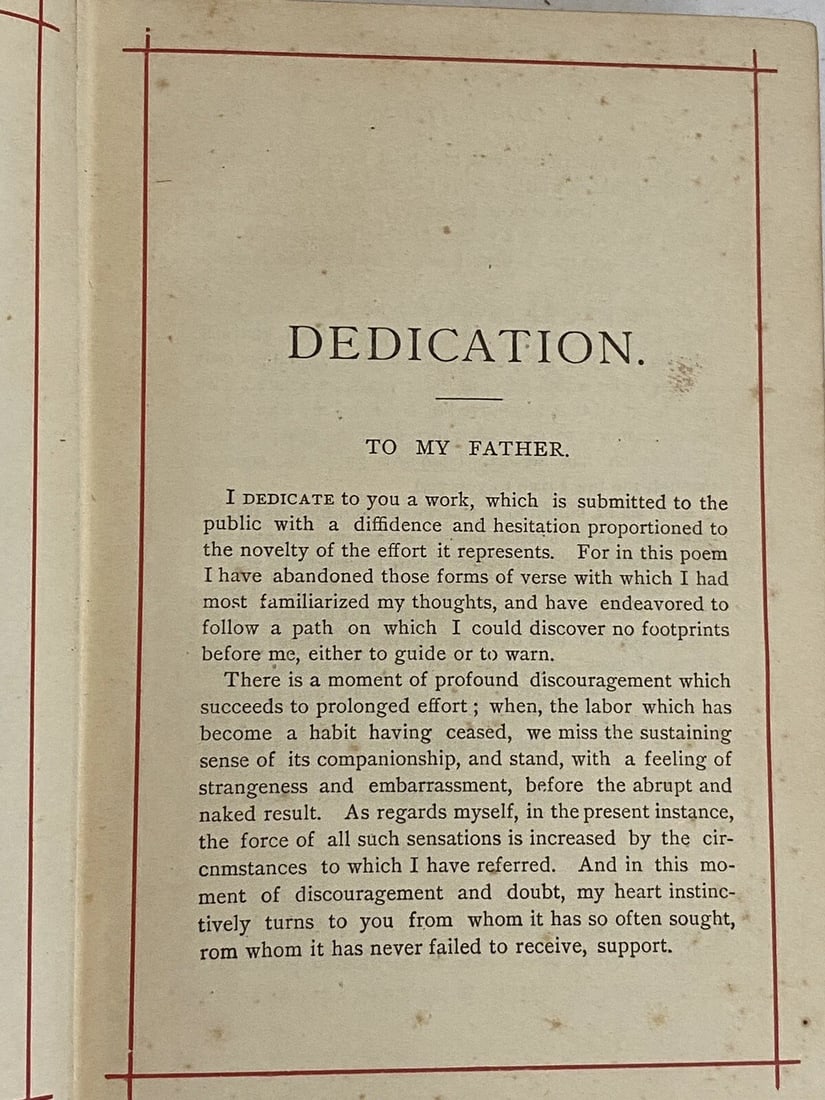 DEDICATION.
TO MY FATHER.
I DEDICATE to you a work, which is submitted to the
public with a diffidence and hesitation proportioned to
the novelty of the effort it represents. For in this poem
I have abandoned those forms of verse with which I had
most familiarized my thoughts, and have endeavored to
follow a path on which I could discover no footprints
before me, either to guide or to warn.
There is a moment of profound discouragement which
succeeds to prolonged effort; when, the labor which has
become a habit having ceased, we miss the sustaining
sense of its companionship, and stand, with a feeling of
strangeness and embarrassment, before the abrupt and
naked result. As regards myself, in the present instance,
the force of all such sensations is increased by the cir-
cnmstances to which I have referred. And in this mo-
ment of discouragement and doubt, my heart instinc-
tively turns to you from whom it has so often sought,
rom whom it has never failed to receive, support.